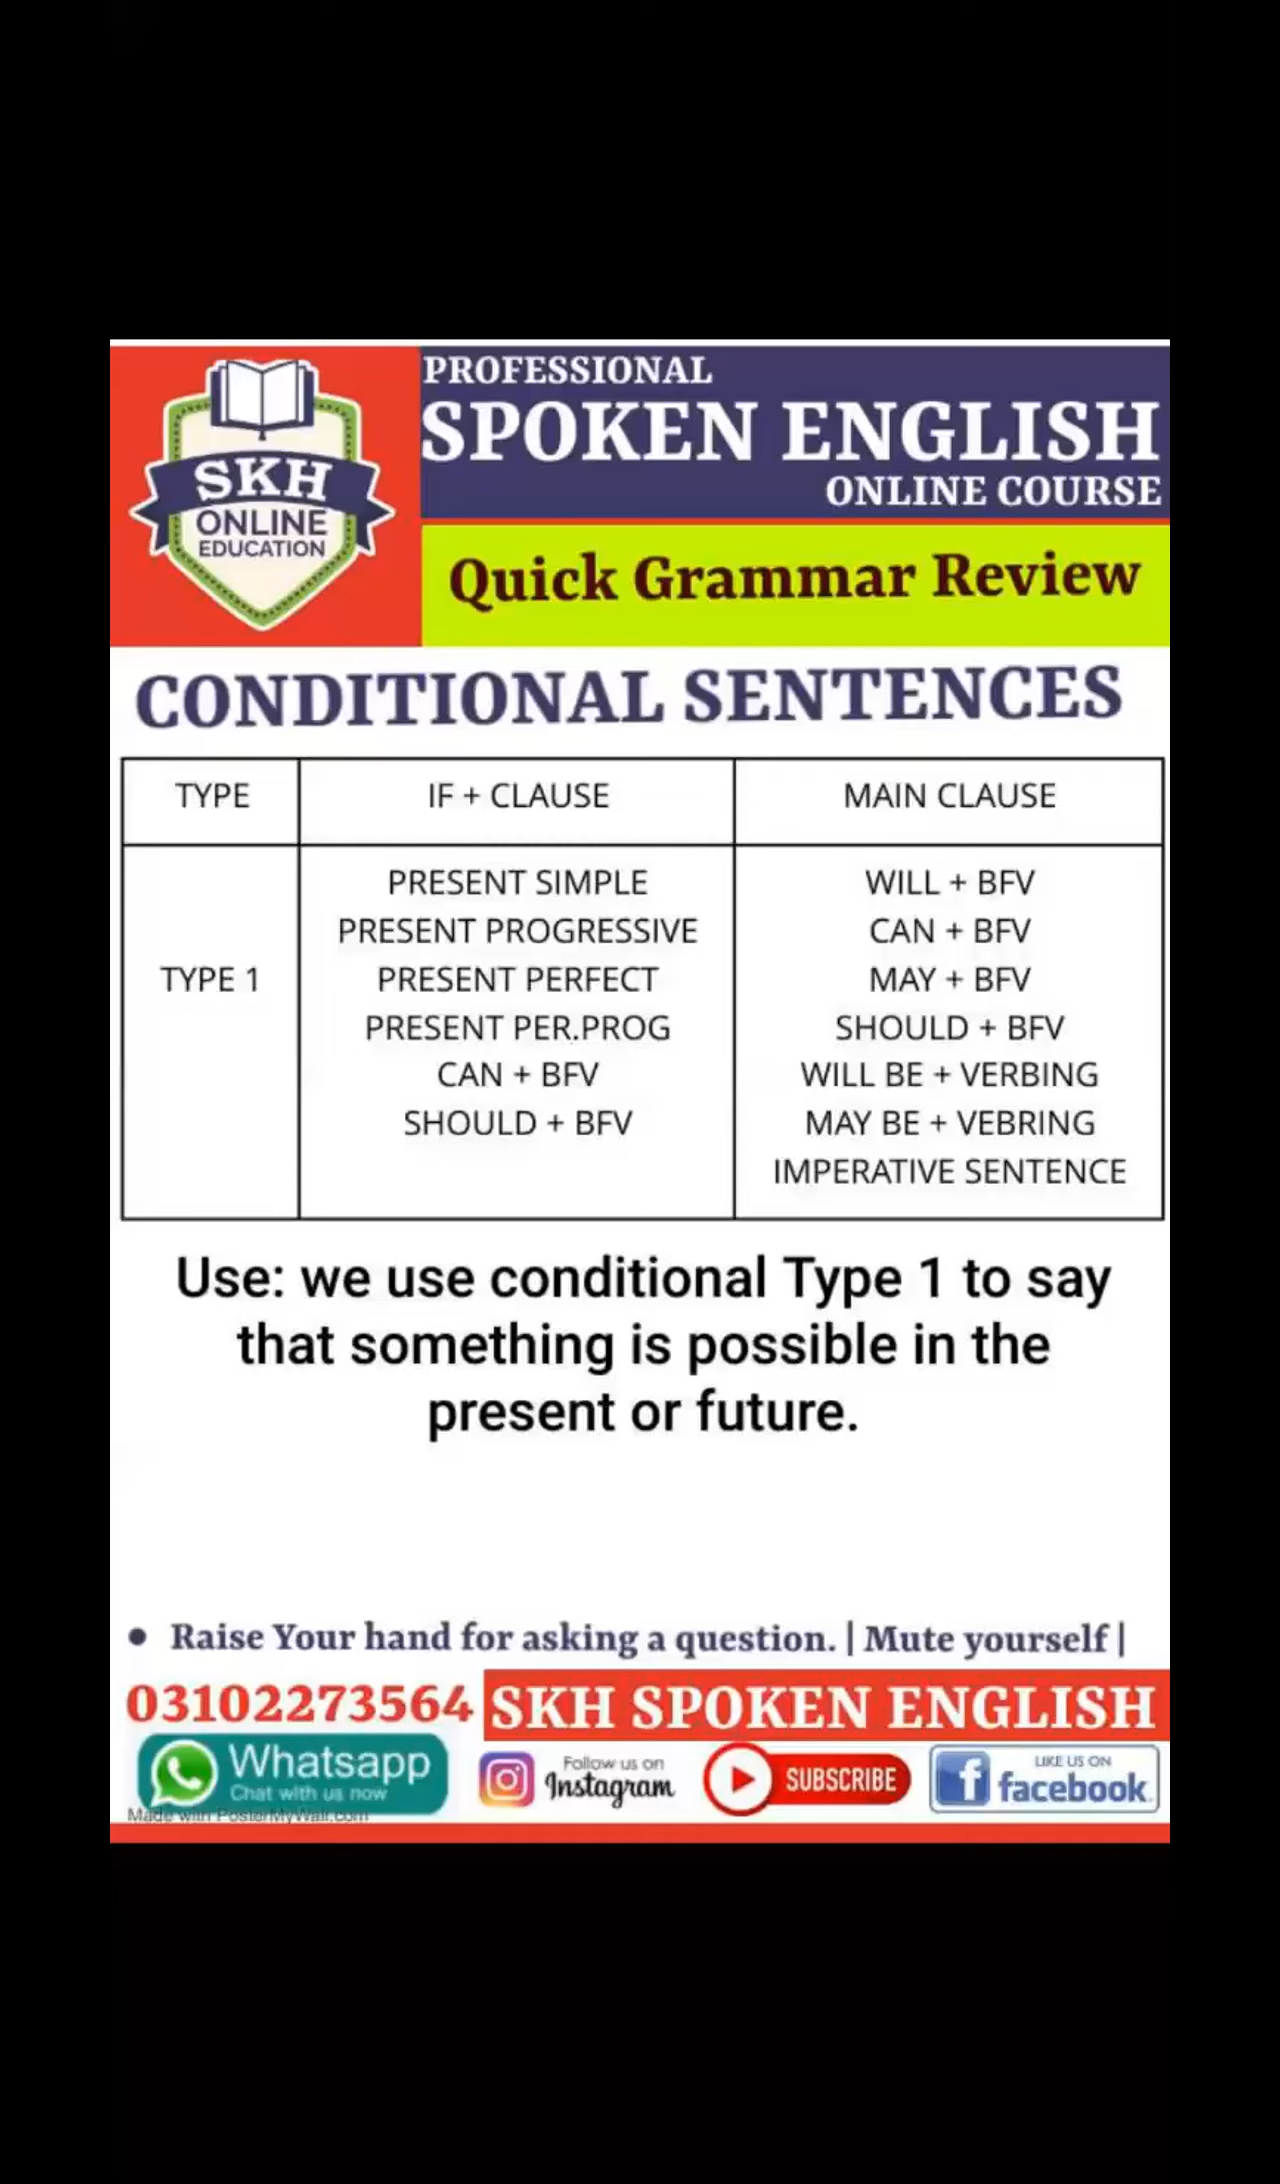 SKH
ONLINE
EDUCATION
PROFESSIONAL
SPOKEN ENGLISH
ONLINE COURSE
Quick Grammar Review
CONDITIONAL SENTENCES
TYPE
IF + CLAUSE
MAIN CLAUSE
TYPE 1
PRESENT SIMPLE
PRESENT PROGRESSIVE
PRESENT PERFECT
PRESENT PER.PROG
CAN + BFV
SHOULD + BFV
WILL + BFV
CAN + BFV
MAY + BFV
SHOULD + BFV
WILL BE + VERBING
MAY BE + VEBRING
IMPERATIVE SENTENCE
Use: we use conditional Type 1 to say
that something is possible in the
present or future.
• Raise Your hand for asking a question. | Mute yourself |
03102273564 SKH SPOKEN ENGLISH
Whatsapp
Chat with us now
Follow us on
Instagram
SUBSCRIBE
LIKE US ON
facebook
Made with PosterMyWall.com